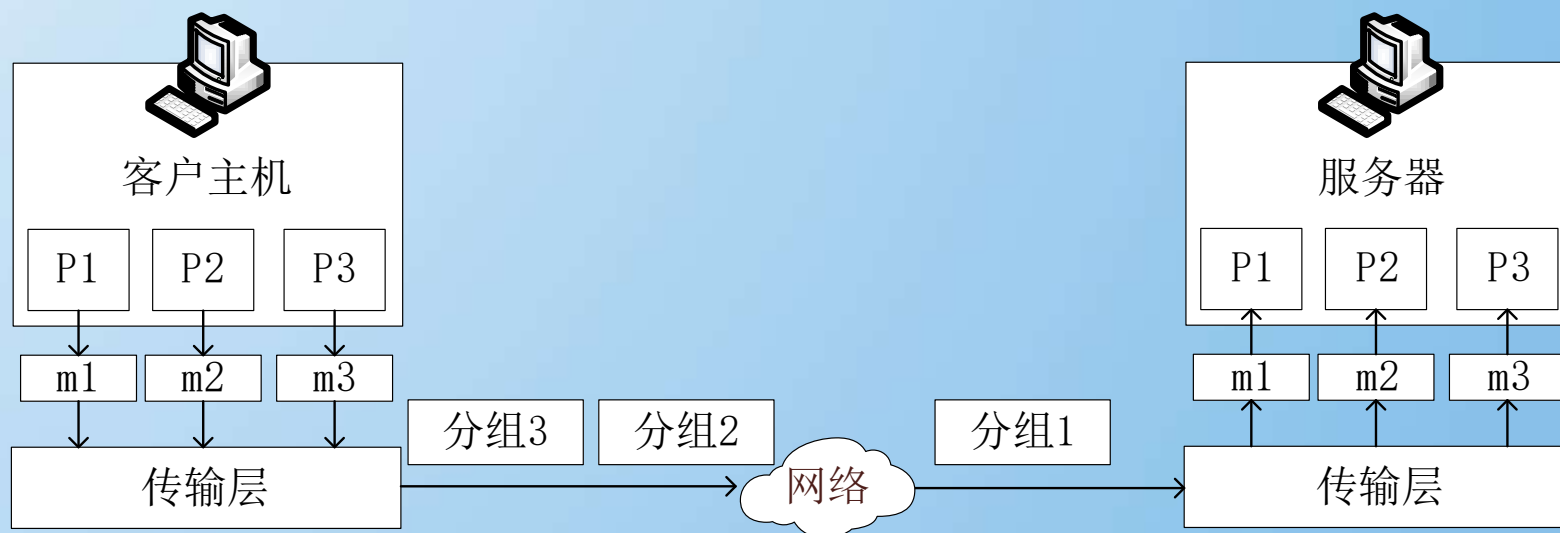 客户主机
服务器
P1 P2 P3
P1 P2 P3
m1 m2 m3
m1 m2 m3
分组3 分组2
分组1
传输层
网络
传输层